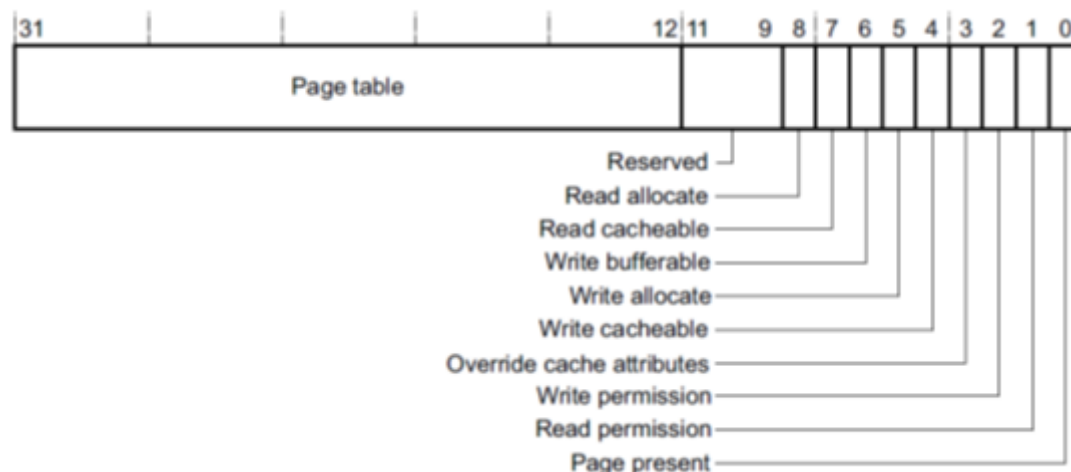 31 12 11 9 8 7 6 5 4 3 2 1 0
Page table
Reserved
Read allocate
Read cacheable
Write bufferable
Write allocate
Write cacheable
Override cache attributes
Write permission
Read permission
Page present